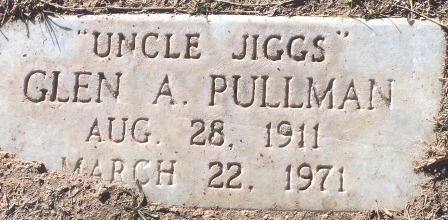 "UNCLE JIGGS"
GLEN A. PULLMAN
AUG. 28, 1911
MARCH 22, 1971